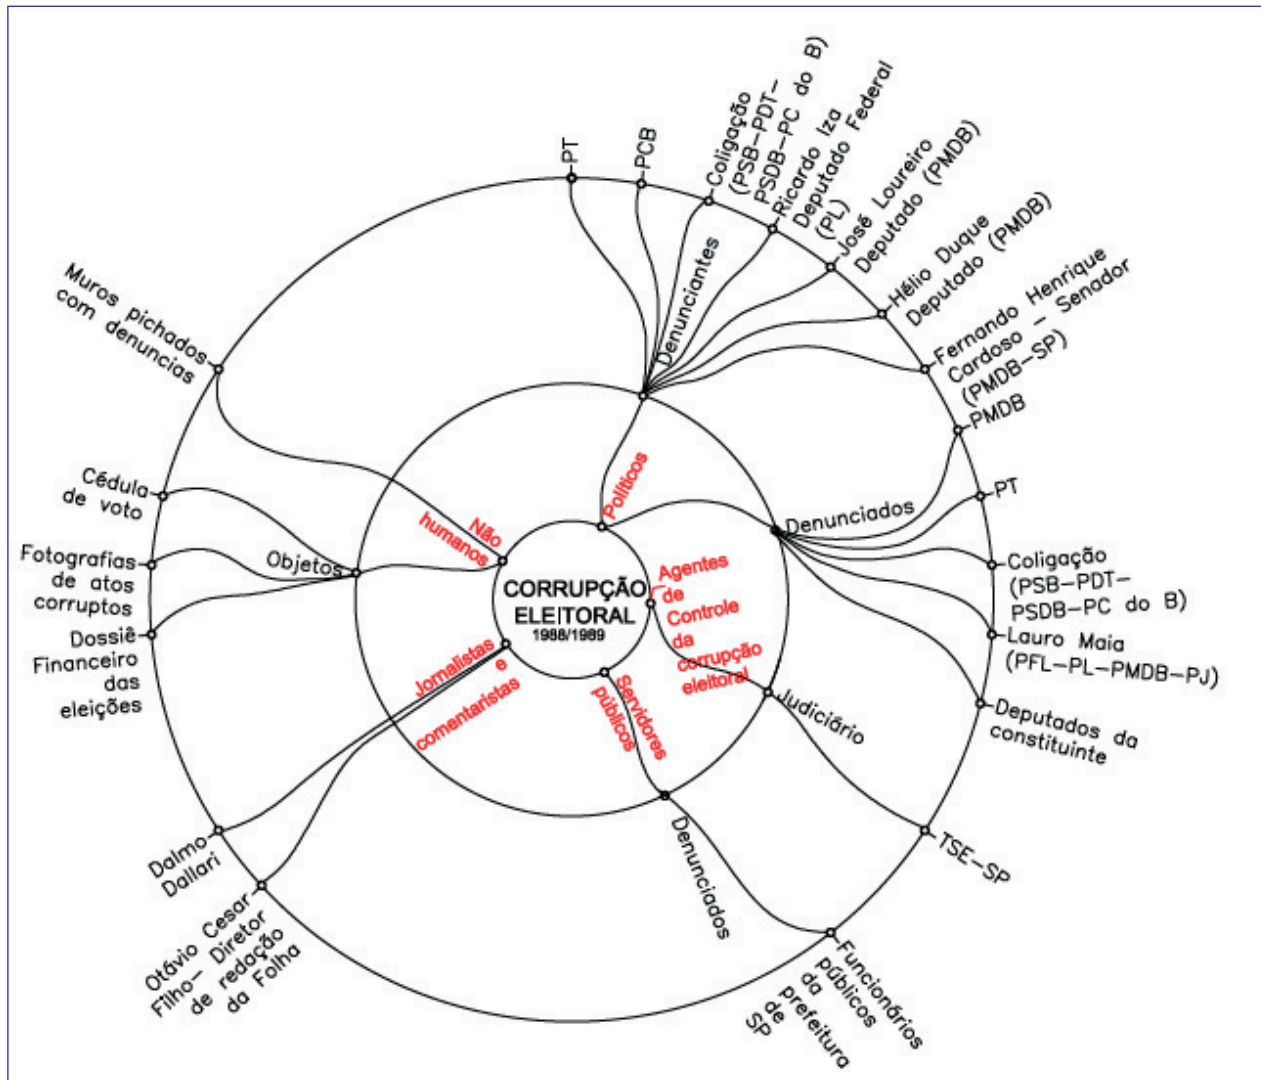 CORRUPÇÃO
ELEITORAL
1988/1989
Políticos
Denunciantes
PT
PCB
Coligação
(PSB-PDT-
PSDB-PC do B)
Ricardo Iza
Deputado Federal
(PL)
José Loureiro
Deputado (PMDB)
Hélio Duque
Deputado (PMDB)
Fernando Henrique
Cardoso - Senador
(PMDB-SP)
Denunciados
PMDB
PT
Coligação
(PSB-PDT-
PSDB-PC do B)
Lauro Maia
(PFL-PL-PMDB-PJ)
Deputados da
constituinte
Agentes
de
Controle
da
corrupção
eleitoral
Judiciário
TSE-SP
Servidores
públicos
Denunciados
Funcionários
públicos
da
prefeitura
de
SP
Jornalistas
e
comentaristas
Otávio Cesar
Filho- Diretor
de redação
da Folha
Dalmo
Dallari
Não
humanos
Objetos
Dossiê
Financeiro
das
eleições
Fotografias
de atos
corruptos
Cédula
de voto
Muros pichados
com denuncias